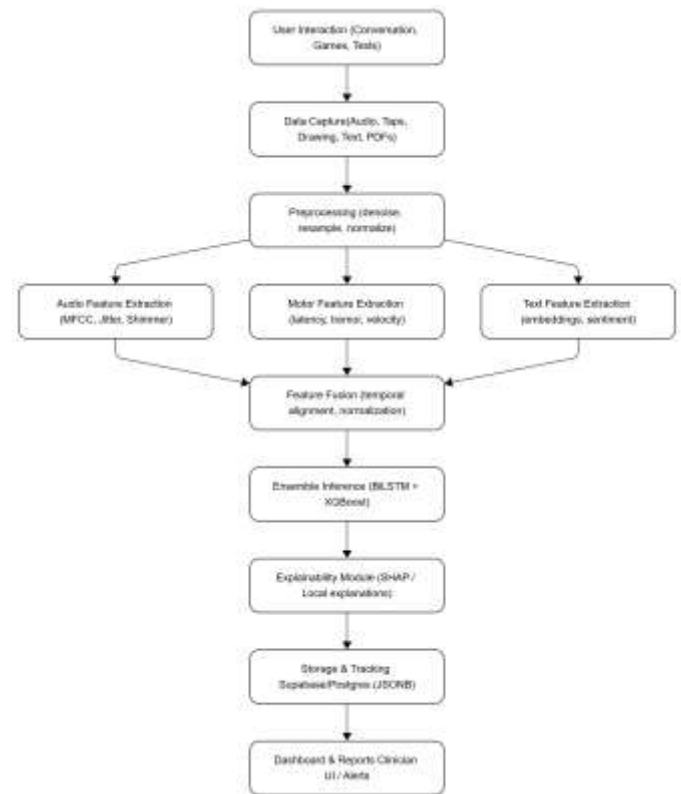 User Interaction (Conversation,
Games, Tests)
Data Capture(Audio, Taps,
Drawing, Text, PDFs)
Preprocessing (denoise,
resample, normalize)
Audio Feature Extraction
(MFCC, Jitter, Shimmer)
Motor Feature Extraction
(latency, tremor, velocity)
Text Feature Extraction
(embeddings, sentiment)
Feature Fusion (temporal
alignment, normalization)
Ensemble Inference (BiLSTM +
XGBoost)
Explainability Module (SHAP /
Local explanations)
Storage & Tracking
Supabase/Postgres (JSONB)
Dashboard & Reports Clinician
UI / Alerts